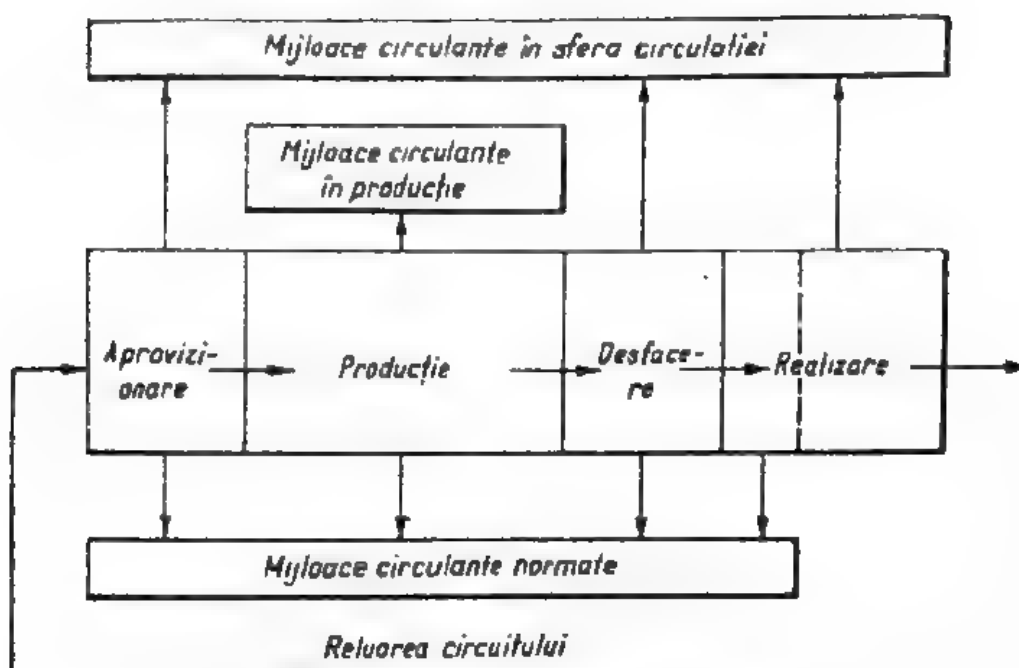 Mijloace circulante în sfera circulației
Mijloace circulante
în producție
Aprovizi-
onare
Producție
Desface-
re
Realizare
Mijloace circulante normate
Reluarea circuitului